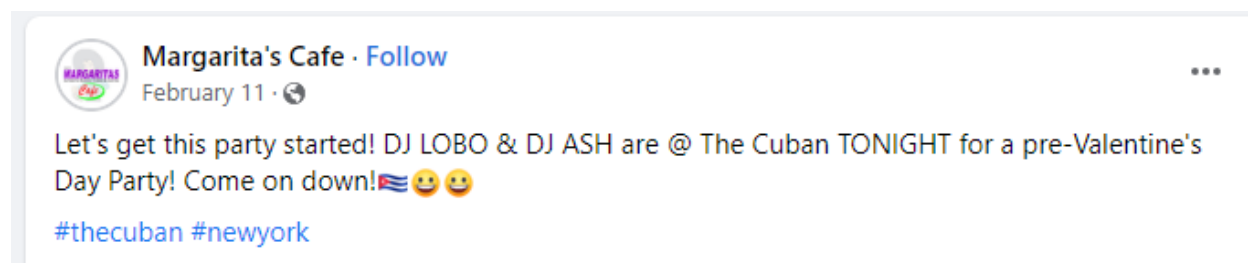 Margarita's Cafe · Follow
MARGARITAS
Cafe
February 11 ·
Let's get this party started! DJ LOBO & DJ ASH are @ The Cuban TONIGHT for a pre-Valentine's
Day Party! Come on down!🇨🇺😀😀
#thecuban #newyork